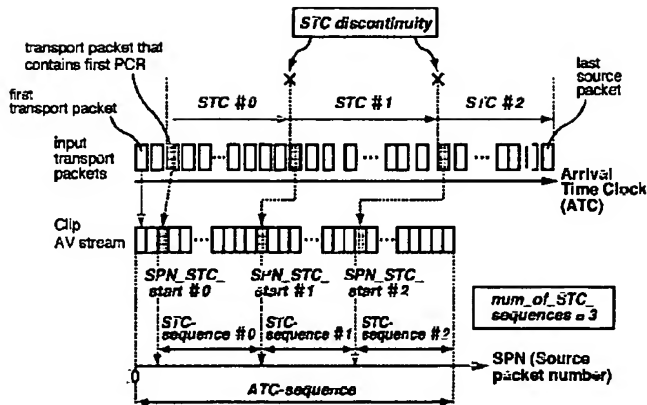 STC discontinuity
transport packet that
contains first PCR
first
transport packet
STC #0
STC #1
STC #2
last
source
packet
input
transport
packets
Arrival
Time Clock
(ATC)
Clip
AV stream
SPN_STC_
start #0
SPN_STC_
start #1
SPN_STC_
start #2
num_of_STC_
sequences = 3
STC-
sequence #0
STC-
sequence #1
STC-
sequence #2
0
SPN (Source
packet number)
ATC-sequence